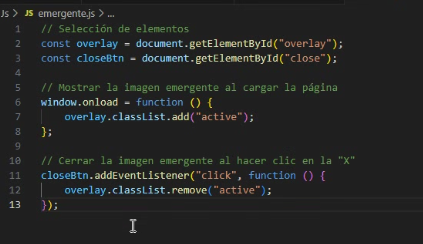 Js > JS emergente.js > ...
1 // Selección de elementos
2 const overlay = document.getElementById("overlay");
3 const closeBtn = document.getElementById("close");
4
5 // Mostrar la imagen emergente al cargar la página
6 window.onload = function () {
7     overlay.classList.add("active");
8 };
9
10 // Cerrar la imagen emergente al hacer clic en la "X"
11 closeBtn.addEventListener("click", function () {
12     overlay.classList.remove("active");
13 });